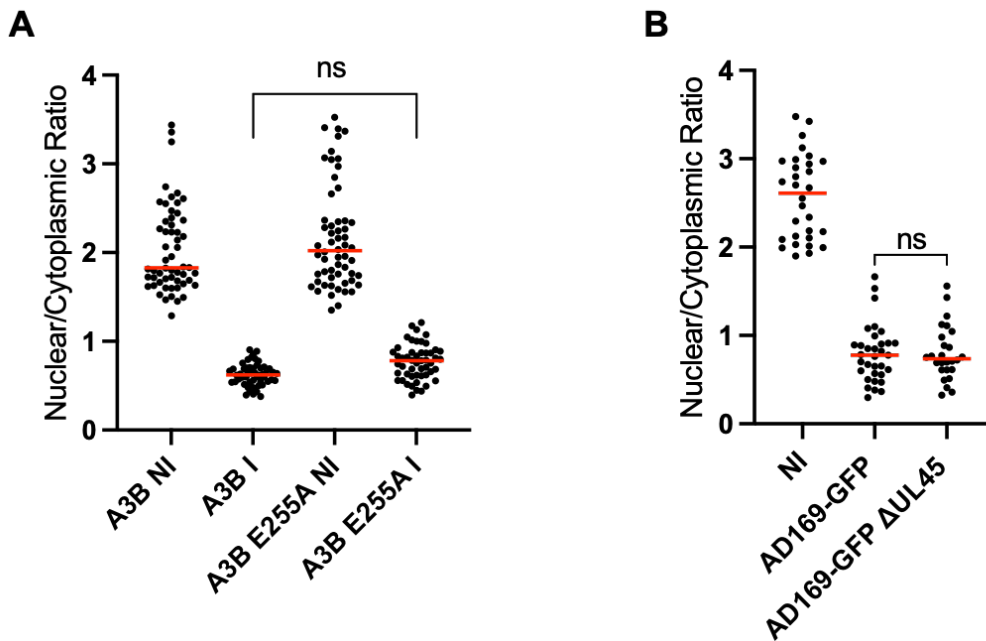 A
Nuclear/Cytoplasmic Ratio
4
3
2
1
0
ns
A3B NI
A3B I
A3B E255A NI
A3B E255A I
B
Nuclear/Cytoplasmic Ratio
4
3
2
1
0
ns
NI
AD169-GFP
AD169-GFP ΔUL45